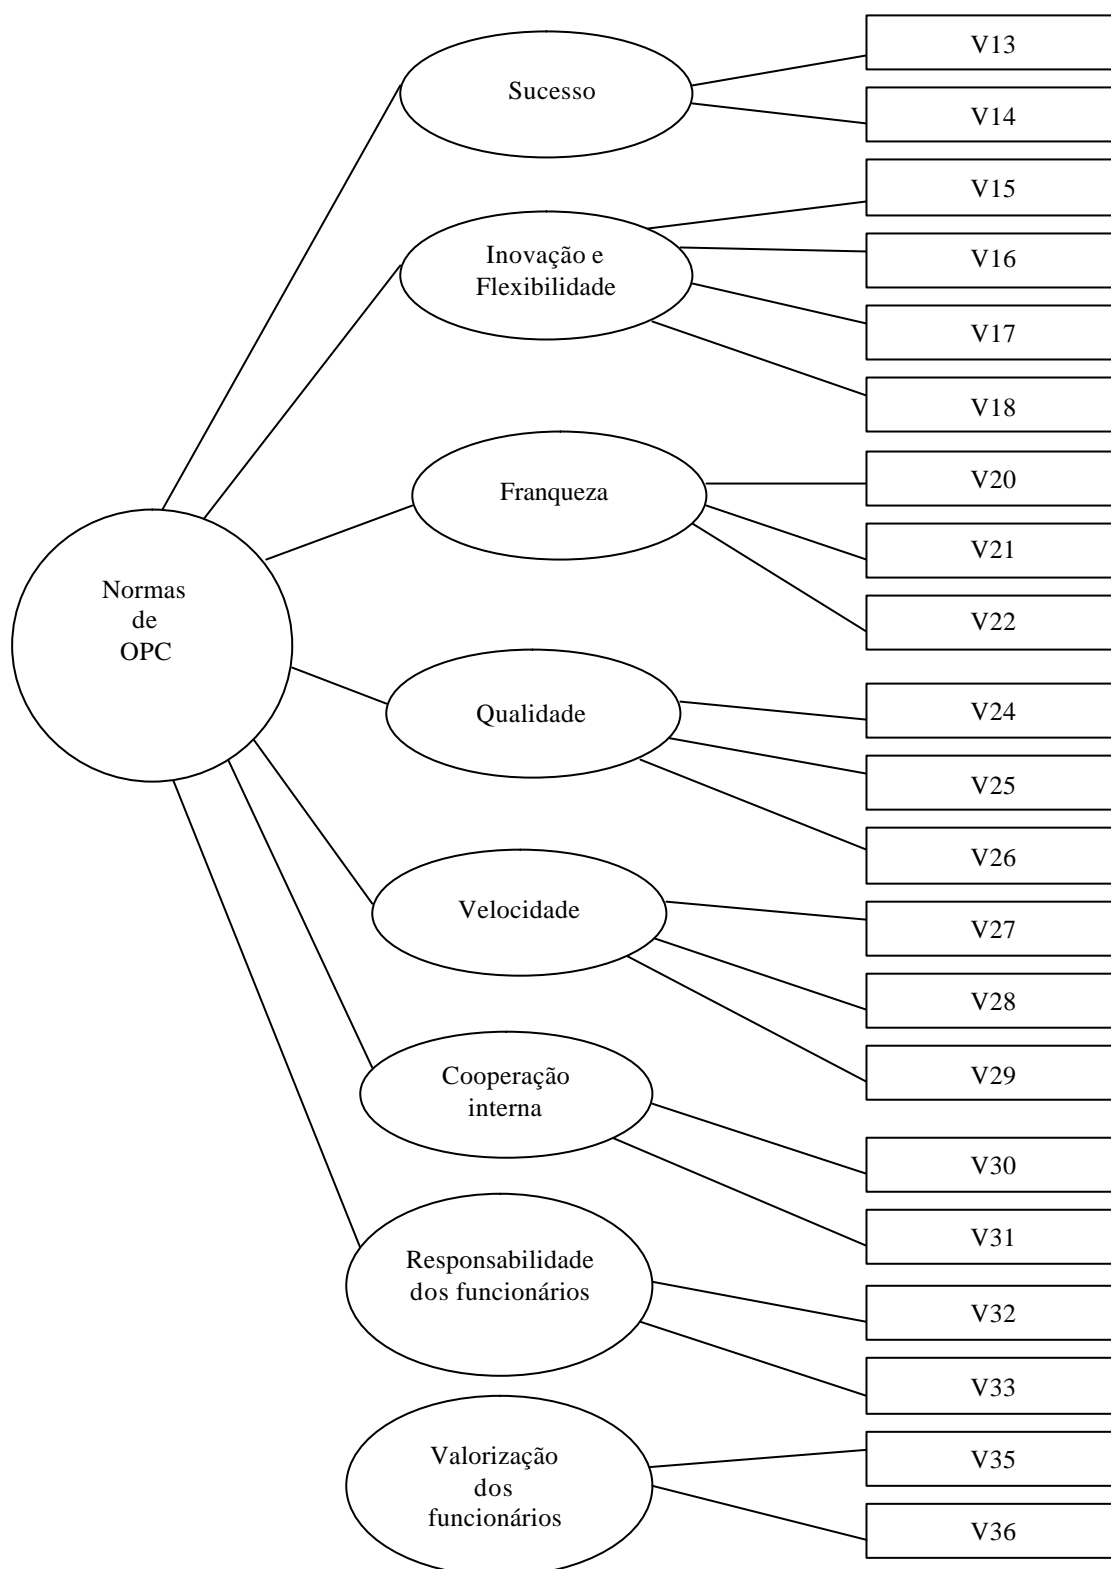 V13
Sucesso
V14
V15
Inovação e
Flexibilidade
V16
V17
V18
V20
Franqueza
V21
V22
Normas
de
OPC
Qualidade
V24
V25
V26
Velocidade
V27
V28
V29
Cooperação
interna
V30
V31
Responsabilidade
dos funcionários
V32
V33
Valorização
dos
funcionários
V35
V36